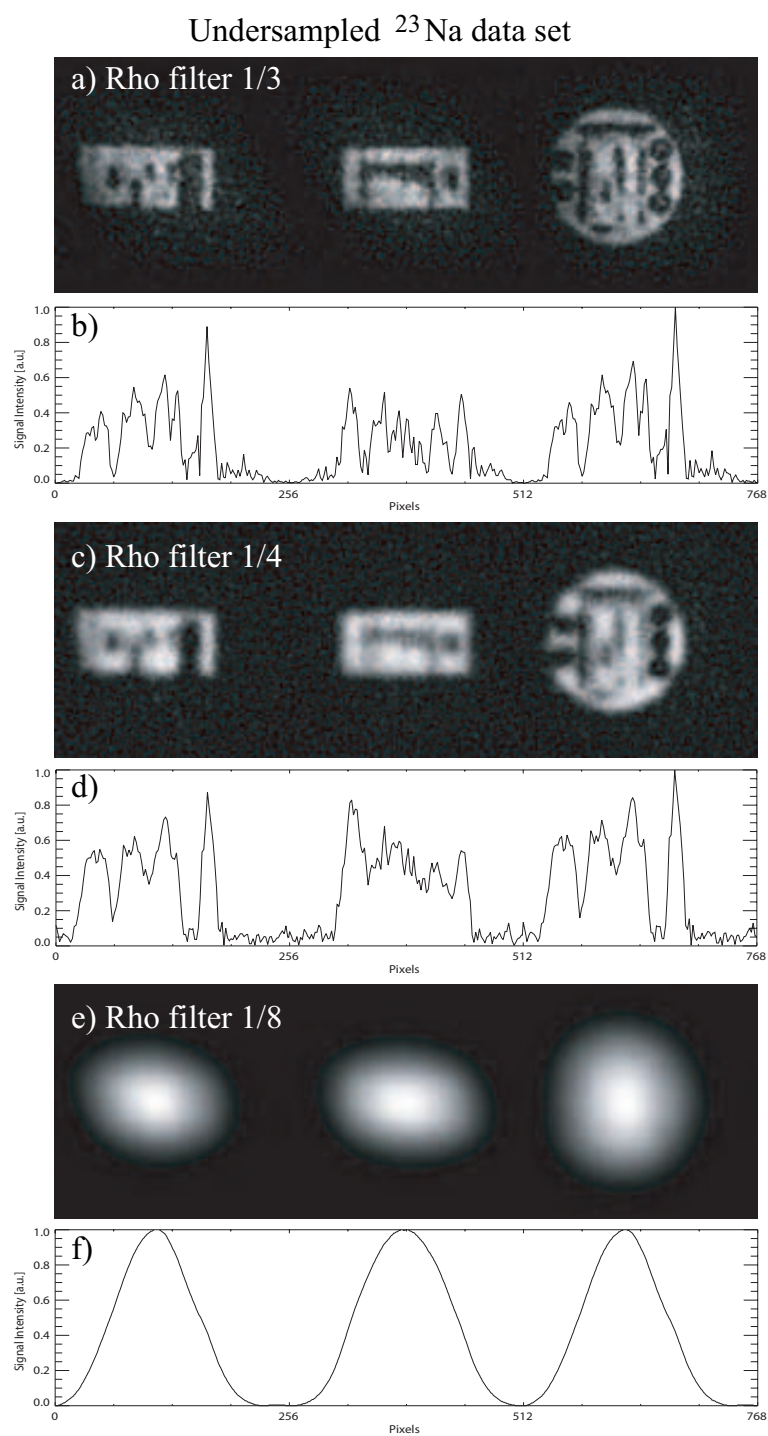 Undersampled ²³Na data set
a) Rho filter 1/3
b)
Signal Intensity [a.u.]
1.0
0.8
0.6
0.4
0.2
0.0
0 256 512 768
Pixels
c) Rho filter 1/4
d)
Signal Intensity [a.u.]
1.0
0.8
0.6
0.4
0.2
0.0
0 256 512 768
Pixels
e) Rho filter 1/8
f)
Signal Intensity [a.u.]
1.0
0.8
0.6
0.4
0.2
0.0
0 256 512 768
Pixels